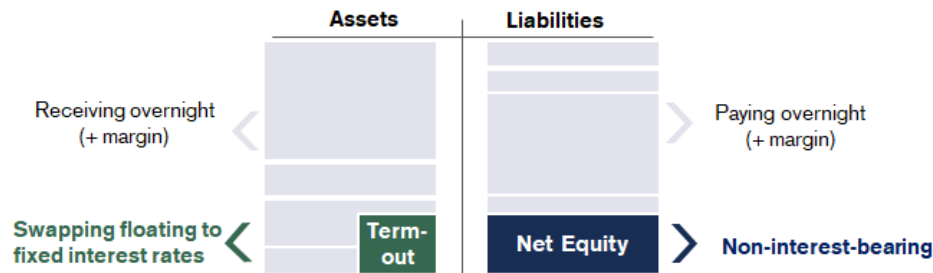 Assets
Liabilities
Receiving overnight
(+ margin)
Paying overnight
(+ margin)
Swapping floating to
fixed interest rates
Term-
out
Net Equity
Non-interest-bearing